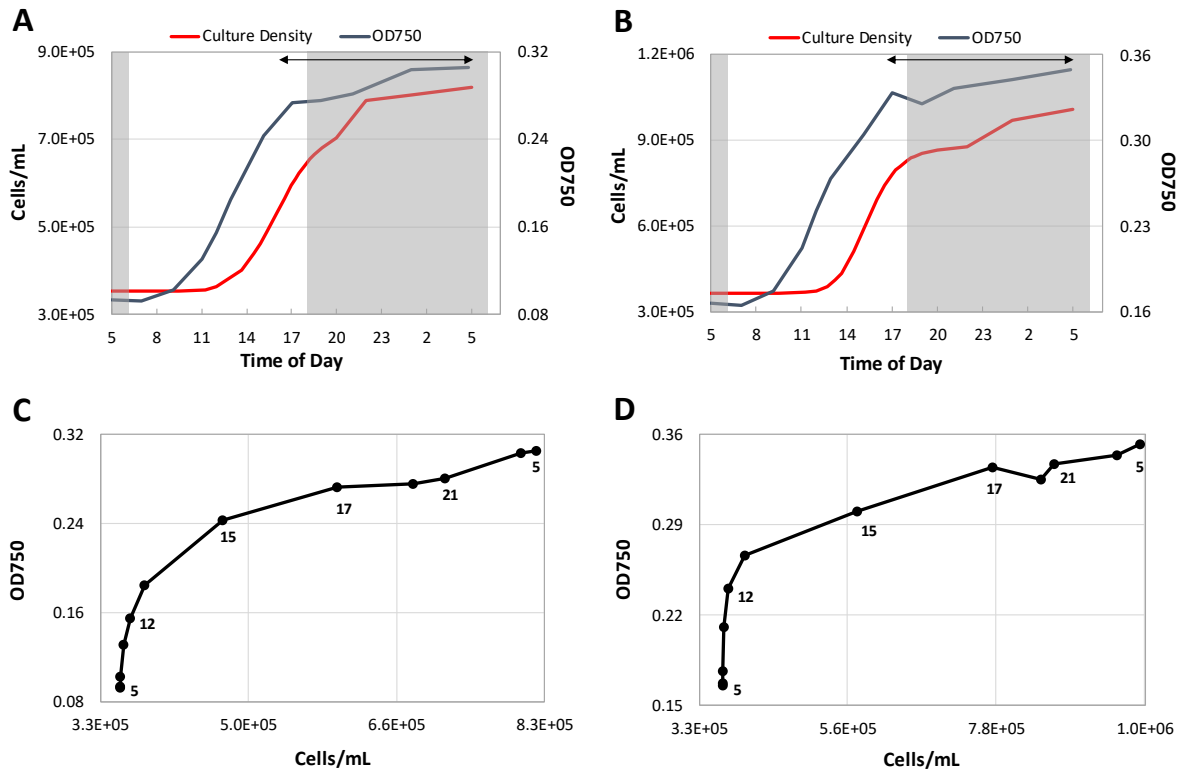 A
Culture Density OD750
9.0E+05
7.0E+05
5.0E+05
3.0E+05
Cells/mL
0.32
0.24
0.16
0.08
OD750
5 8 11 14 17 20 23 2 5
Time of Day
B
Culture Density OD750
1.2E+06
9.0E+05
6.0E+05
3.0E+05
Cells/mL
0.36
0.30
0.23
0.16
OD750
5 8 11 14 17 20 23 2 5
Time of Day
C
OD750
0.32
0.24
0.16
0.08
5
12
15
17
21
5
3.3E+05 5.0E+05 6.6E+05 8.3E+05
Cells/mL
D
OD750
0.36
0.29
0.22
0.15
5
12
15
17
21
5
3.3E+05 5.6E+05 7.8E+05 1.0E+06
Cells/mL